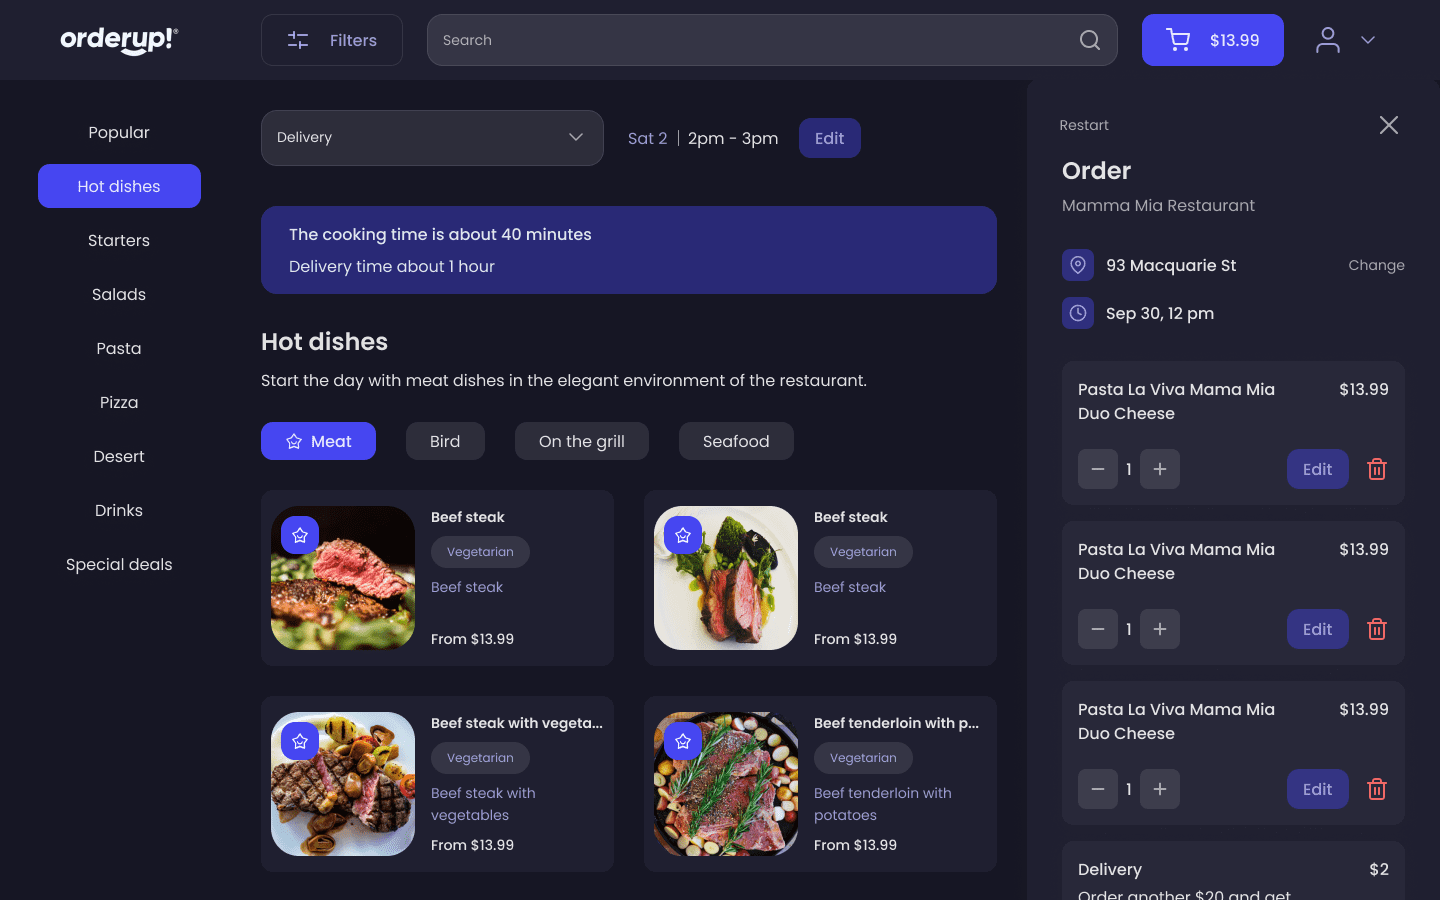 orderup!®
Filters
Search
$13.99
Popular
Hot dishes
Starters
Salads
Pasta
Pizza
Desert
Drinks
Special deals
Delivery
Sat 2 | 2pm - 3pm
Edit
The cooking time is about 40 minutes
Delivery time about 1 hour
Hot dishes
Start the day with meat dishes in the elegant environment of the restaurant.
Meat
Bird
On the grill
Seafood
Beef steak
Vegetarian
Beef steak
From $13.99
Beef steak
Vegetarian
Beef steak
From $13.99
Beef steak with vegeta...
Vegetarian
Beef steak with
vegetables
From $13.99
Beef tenderloin with p...
Vegetarian
Beef tenderloin with
potatoes
From $13.99
Restart
Order
Mamma Mia Restaurant
93 Macquarie St
Change
Sep 30, 12 pm
Pasta La Viva Mama Mia
Duo Cheese
$13.99
1
Edit
Pasta La Viva Mama Mia
Duo Cheese
$13.99
1
Edit
Pasta La Viva Mama Mia
Duo Cheese
$13.99
1
Edit
Delivery
$2
Order another $20 and get